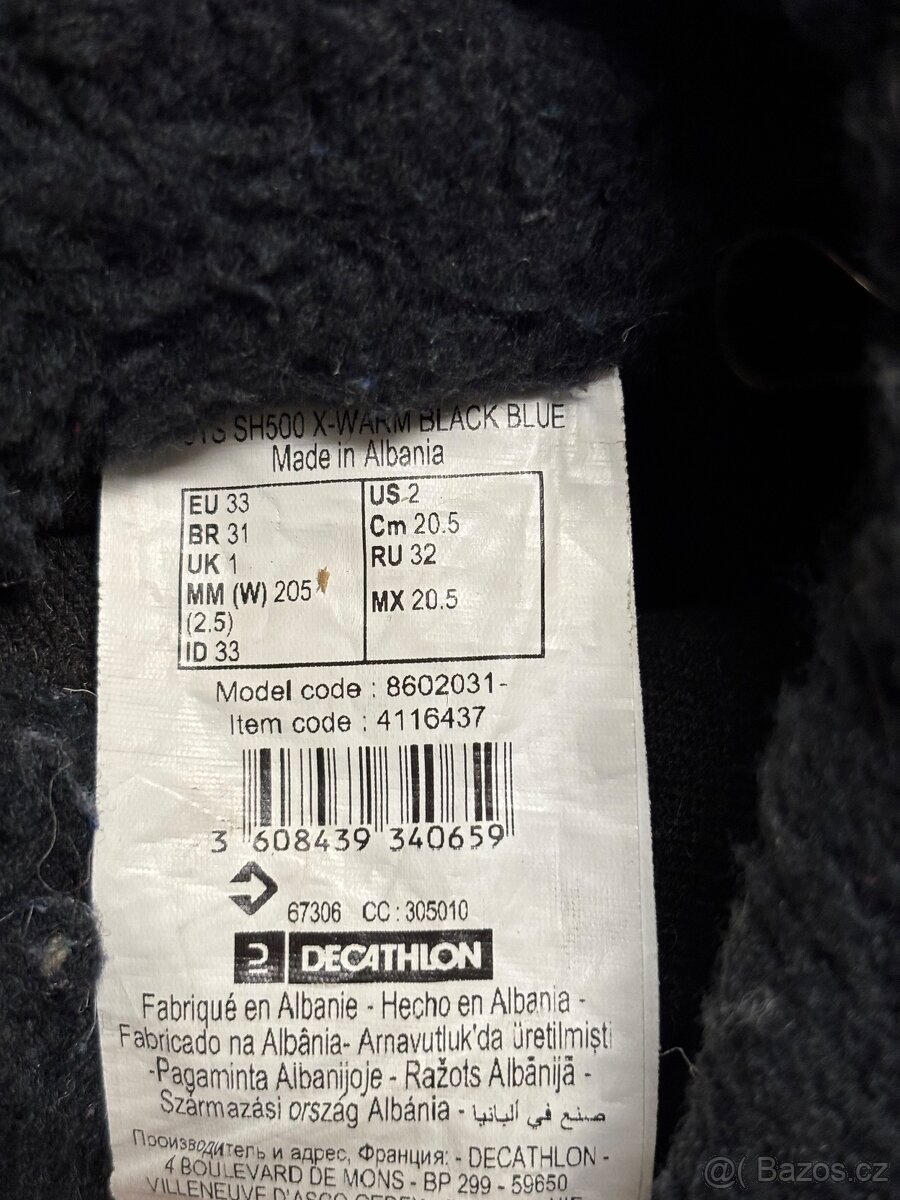 SH500 X-WARM BLACK BLUE
Made in Albania
EU 33
BR 31
UK 1
MM (W) 205
(2.5)
ID 33
US 2
Cm 20.5
RU 32
MX 20.5
Model code : 8602031-
Item code : 4116437
3 608439 340659
67306 CC : 305010
DECATHLON
Fabriqué en Albanie - Hecho en Albania -
Fabricado na Albânia- Arnavutluk'da üretilmişti
-Pagaminta Albanijoje - Ražots Albānijā -
Származási ország Albánia - صنع في ألبانيا
Производитель и адрес, Франция: - DECATHLON -
4 BOULEVARD DE MONS - BP 299 - 59650
VILLENEUVE D'ASCQ
@( Bazos.cz